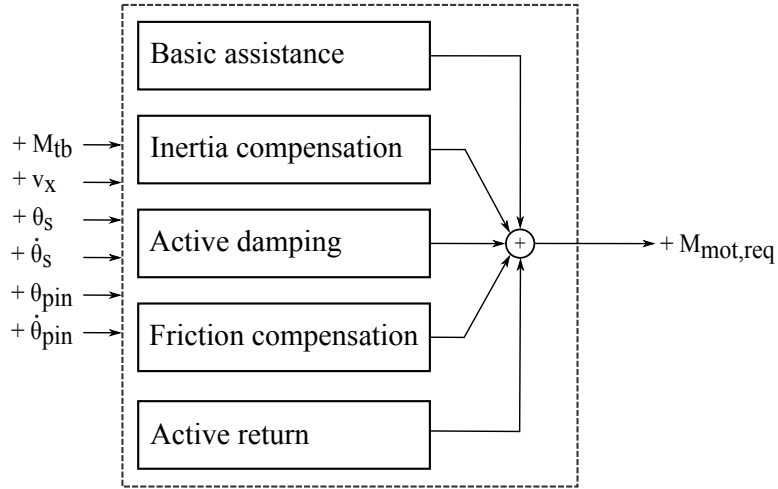 Basic assistance
+ M_tb
Inertia compensation
+ v_x
+ θ_s
Active damping
+
+ M_mot,req
+ θ̇_s
+ θ_pin
Friction compensation
+ θ̇_pin
Active return